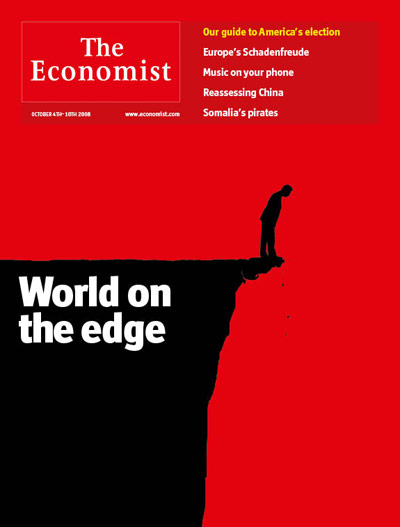 The
Economist
OCTOBER 4TH–10TH 2008
www.economist.com
Our guide to America's election
Europe's Schadenfreude
Music on your phone
Reassessing China
Somalia's pirates
World on
the edge